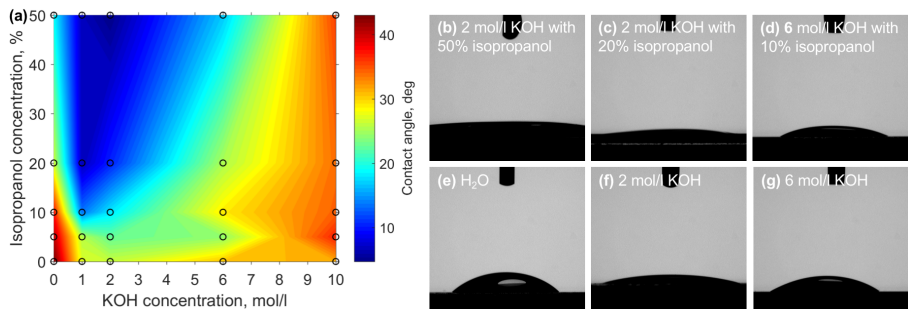 (a)
50
40
30
20
10
0
Isopropanol concentration, %
0 1 2 3 4 5 6 7 8 9 10
KOH concentration, mol/l
40
30
20
10
Contact angle, deg
(b) 2 mol/l KOH with
50% isopropanol
(c) 2 mol/l KOH with
20% isopropanol
(d) 6 mol/l KOH with
10% isopropanol
(e) H₂O
(f) 2 mol/l KOH
(g) 6 mol/l KOH